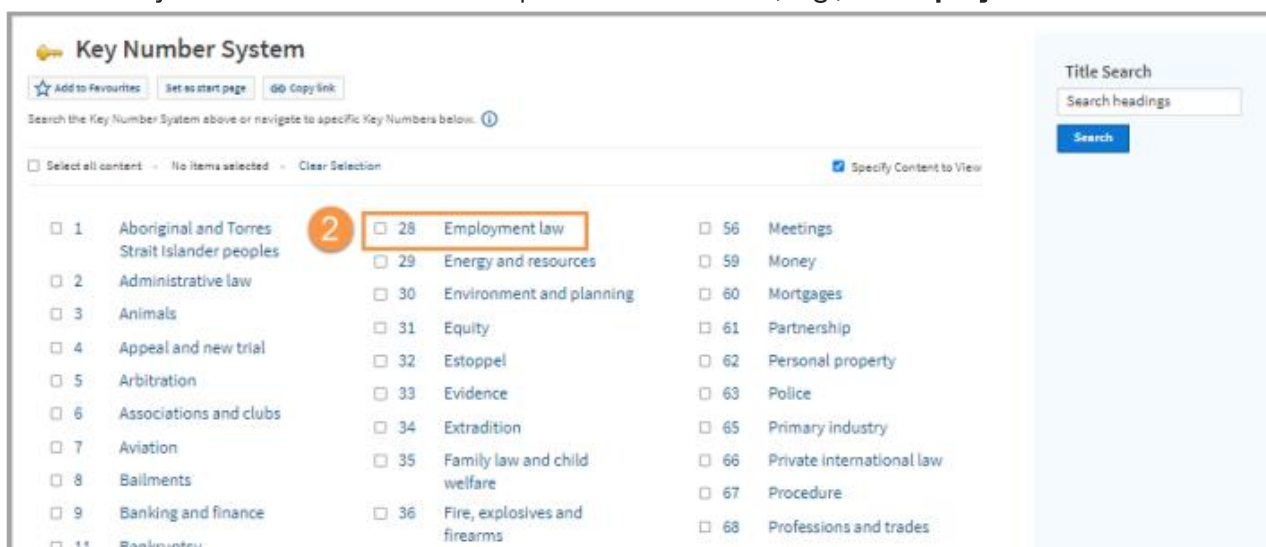 Key Number System
Add to Favourites Set as start page Copy link
Search the Key Number System above or navigate to specific Key Numbers below.
Select all content - No items selected - Clear Selection
Specify Content to View
1 Aboriginal and Torres
Strait Islander peoples
2 Administrative law
3 Animals
4 Appeal and new trial
5 Arbitration
6 Associations and clubs
7 Aviation
8 Bailments
9 Banking and finance
11 Bankruptcy
2
28 Employment law
29 Energy and resources
30 Environment and planning
31 Equity
32 Estoppel
33 Evidence
34 Extradition
35 Family law and child
welfare
36 Fire, explosives and
firearms
56 Meetings
59 Money
60 Mortgages
61 Partnership
62 Personal property
63 Police
65 Primary industry
66 Private international law
67 Procedure
68 Professions and trades
Title Search
Search headings
Search